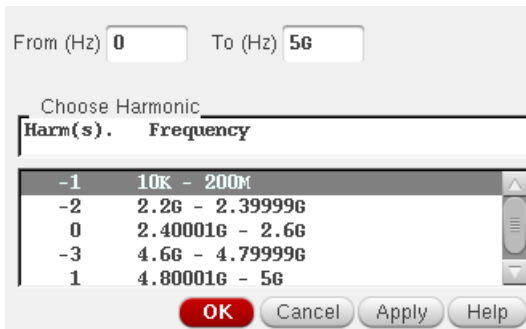 From (Hz) 0 To (Hz) 5G
Choose Harmonic
Harm(s). Frequency
-1 10K - 200M
-2 2.2G - 2.39999G
0 2.40001G - 2.6G
-3 4.6G - 4.79999G
1 4.80001G - 5G
OK Cancel Apply Help